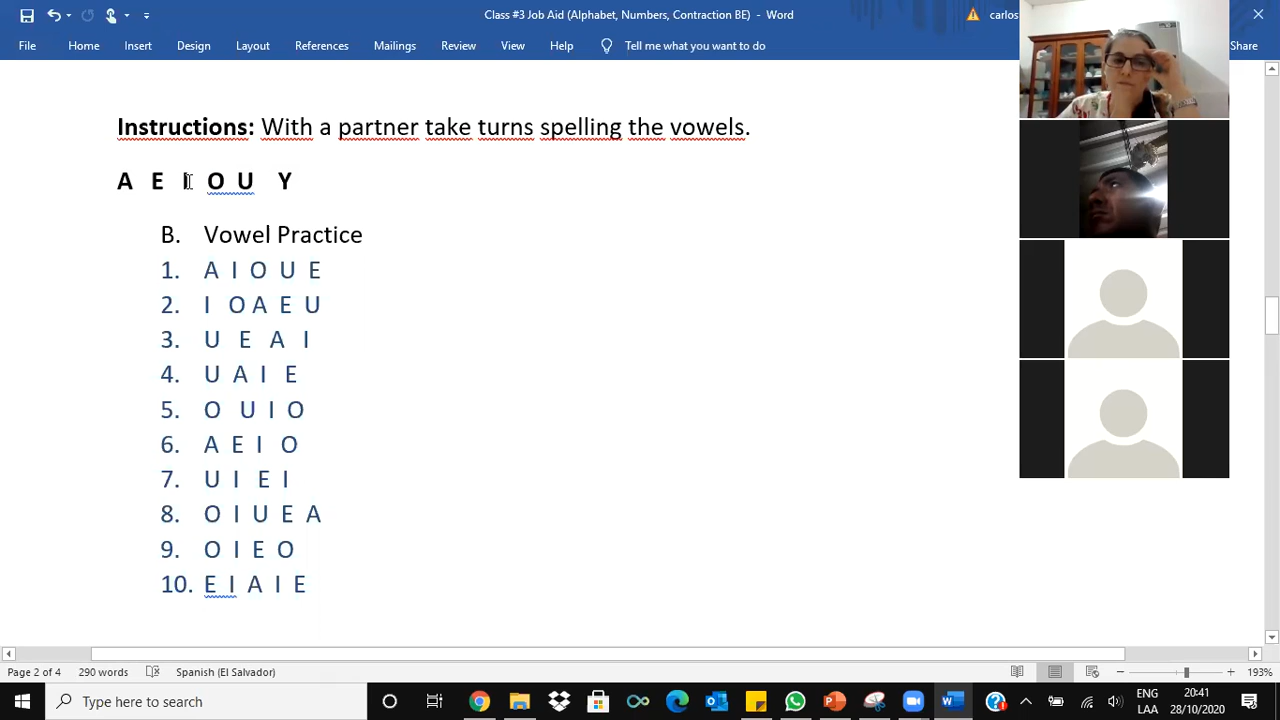 Class #3 Job Aid (Alphabet, Numbers, Contraction BE) - Word
carlos
File Home Insert Design Layout References Mailings Review View Help Tell me what you want to do Share
Instructions: With a partner take turns spelling the vowels.
A E I O U Y
B. Vowel Practice
1. A I O U E
2. I O A E U
3. U E A I
4. U A I E
5. O U I O
6. A E I O
7. U I E I
8. O I U E A
9. O I E O
10. E I A I E
Page 2 of 4 290 words Spanish (El Salvador) 193%
Type here to search ENG 20:41
LAA 28/10/2020